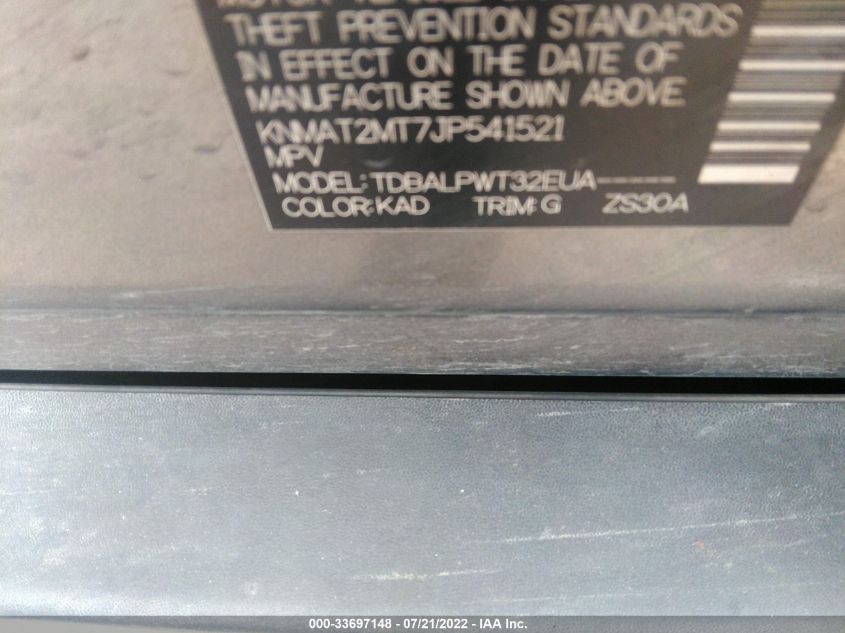 THEFT PREVENTION STANDARDS
IN EFFECT ON THE DATE OF
MANUFACTURE SHOWN ABOVE.
KNMAT2MT7JP541521
MPV
MODEL: TDBALPWT32EUA-----
COLOR: KAD TRIM: G ZS30A
000-33697148 - 07/21/2022 - IAA Inc.